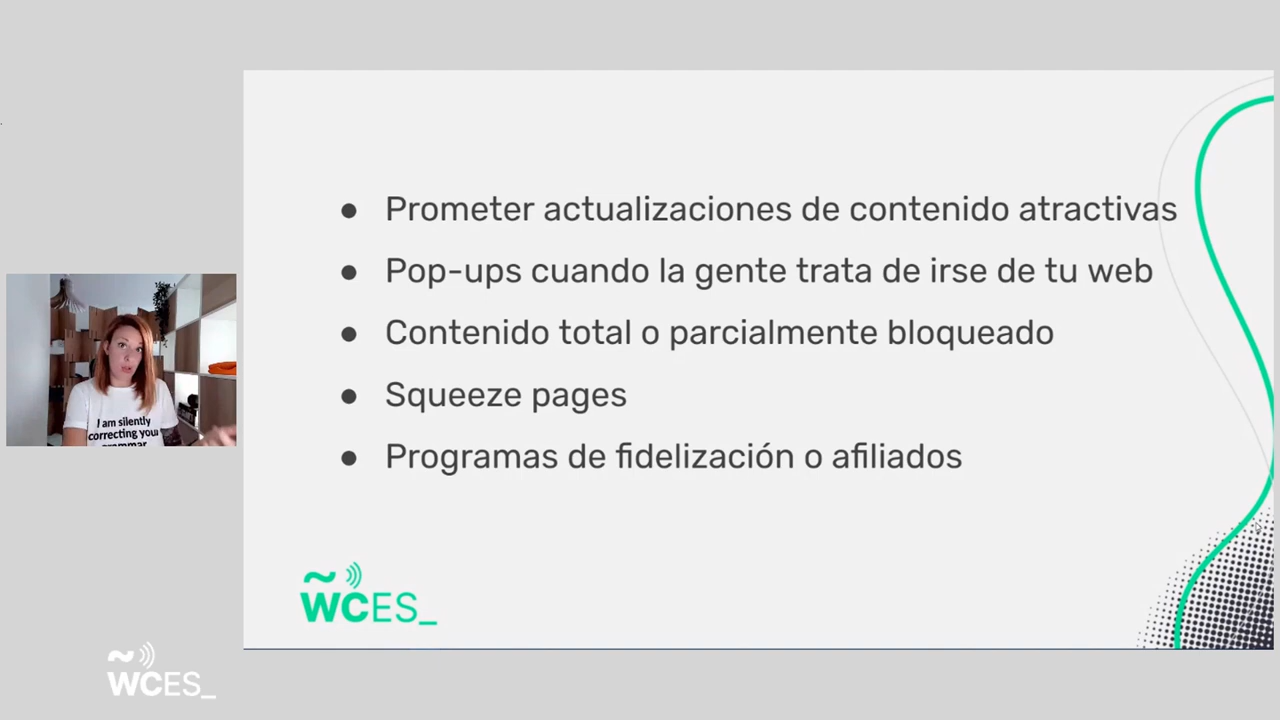 ● Prometer actualizaciones de contenido atractivas
● Pop-ups cuando la gente trata de irse de tu web
● Contenido total o parcialmente bloqueado
● Squeeze pages
● Programas de fidelización o afiliados
I am silently
correcting your
grammar
~
WCES_
~
WCES_